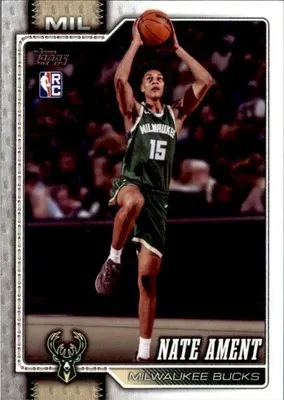 MIL
Topps
RC
MILWAUKEE
15
NATE AMENT
MILWAUKEE BUCKS